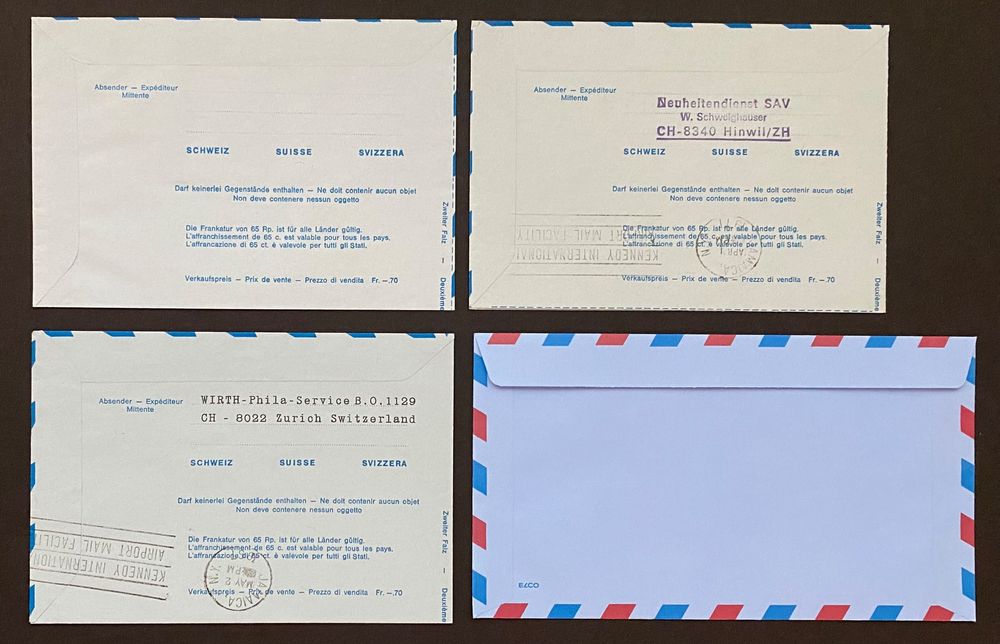 Absender — Expéditeur
Mittente
SCHWEIZ SUISSE SVIZZERA
Darf keinerlei Gegenstände enthalten — Ne doit contenir aucun objet
Non deve contenere nessun oggetto
Die Frankatur von 65 Rp. ist für alle Länder gültig.
L'affranchissement de 65 c. est valable pour tous les pays.
L'affrancazione di 65 ct. è valevole per tutti gli Stati.
Verkaufspreis — Prix de vente — Prezzo di vendita Fr. —.70
Zweiter Falz — Deuxième
Absender — Expéditeur
Mittente
Neuheitendienst SAV
W. Schweighauser
CH-8340 Hinwil/ZH
SCHWEIZ SUISSE SVIZZERA
Darf keinerlei Gegenstände enthalten — Ne doit contenir aucun objet
Non deve contenere nessun oggetto
Die Frankatur von 65 Rp. ist für alle Länder gültig.
L'affranchissement de 65 c. est valable pour tous les pays.
L'affrancazione di 65 ct. è valevole per tutti gli Stati.
Verkaufspreis — Prix de vente — Prezzo di vendita Fr. —.70
KENNEDY INTERNATIONAL
AIRPORT MAIL FACILITY
JAMAICA, N.Y.
APR
Zweiter Falz — Deuxième
Absender — Expéditeur
Mittente
WIRTH-Phila-Service B.O.1129
CH - 8022 Zurich Switzerland
SCHWEIZ SUISSE SVIZZERA
Darf keinerlei Gegenstände enthalten — Ne doit contenir aucun objet
Non deve contenere nessun oggetto
Die Frankatur von 65 Rp. ist für alle Länder gültig.
L'affranchissement de 65 c. est valable pour tous les pays.
L'affrancazione di 65 ct. è valevole per tutti gli Stati.
Verkaufspreis — Prix de vente — Prezzo di vendita Fr. —.70
KENNEDY INTERNATION
AIRPORT MAIL FACILI
JAMAICA, N.Y.
MAY 2
PM
Zweiter Falz — Deuxième
ELCO